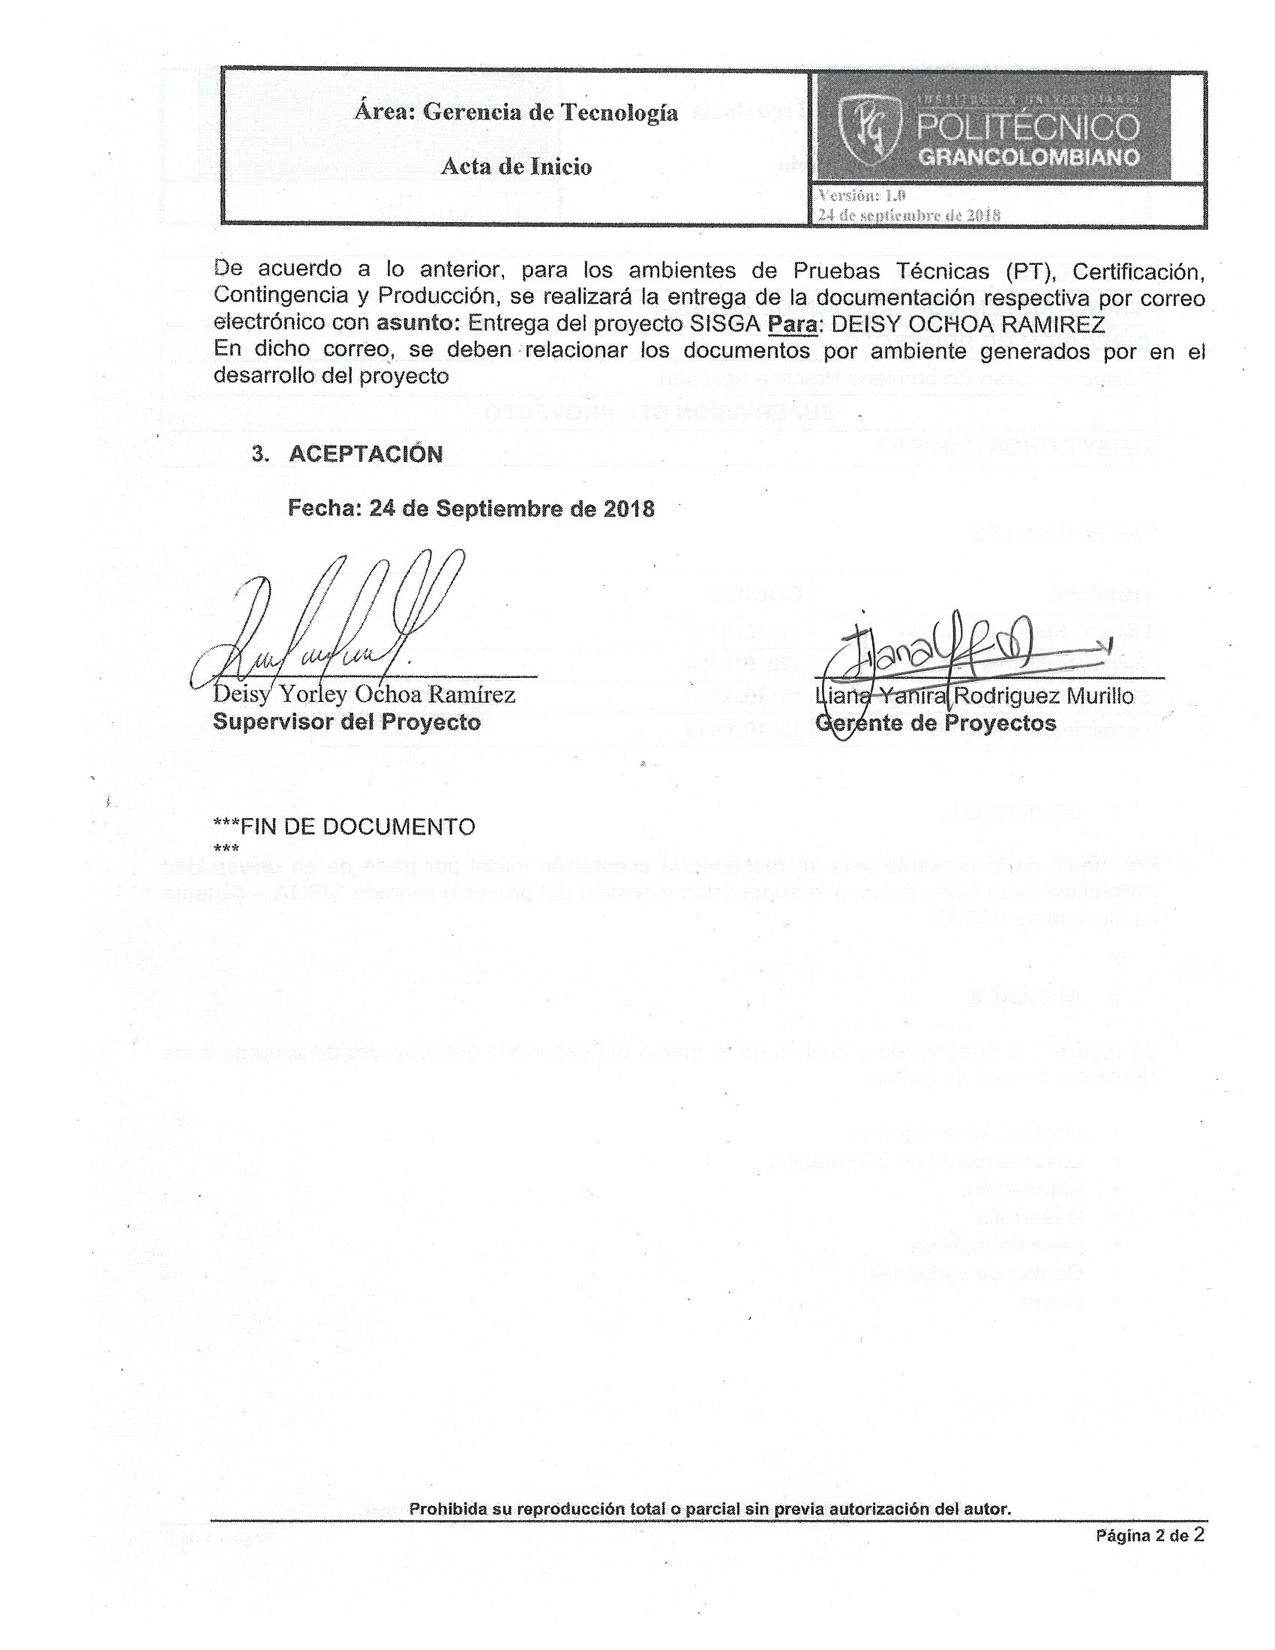 Área: Gerencia de Tecnología
Acta de Inicio
INSTITUCIÓN UNIVERSITARIA
POLITÉCNICO
GRANCOLOMBIANO
Versión: 1.0
24 de septiembre de 2018
De acuerdo a lo anterior, para los ambientes de Pruebas Técnicas (PT), Certificación,
Contingencia y Producción, se realizará la entrega de la documentación respectiva por correo
electrónico con asunto: Entrega del proyecto SISGA Para: DEISY OCHOA RAMIREZ
En dicho correo, se deben relacionar los documentos por ambiente generados por en el
desarrollo del proyecto
3. ACEPTACIÓN
Fecha: 24 de Septiembre de 2018
Deisy Yorley Ochoa Ramírez
Supervisor del Proyecto
Liana Yanira Rodriguez Murillo
Gerente de Proyectos
***FIN DE DOCUMENTO
***
Prohibida su reproducción total o parcial sin previa autorización del autor.
Página 2 de 2